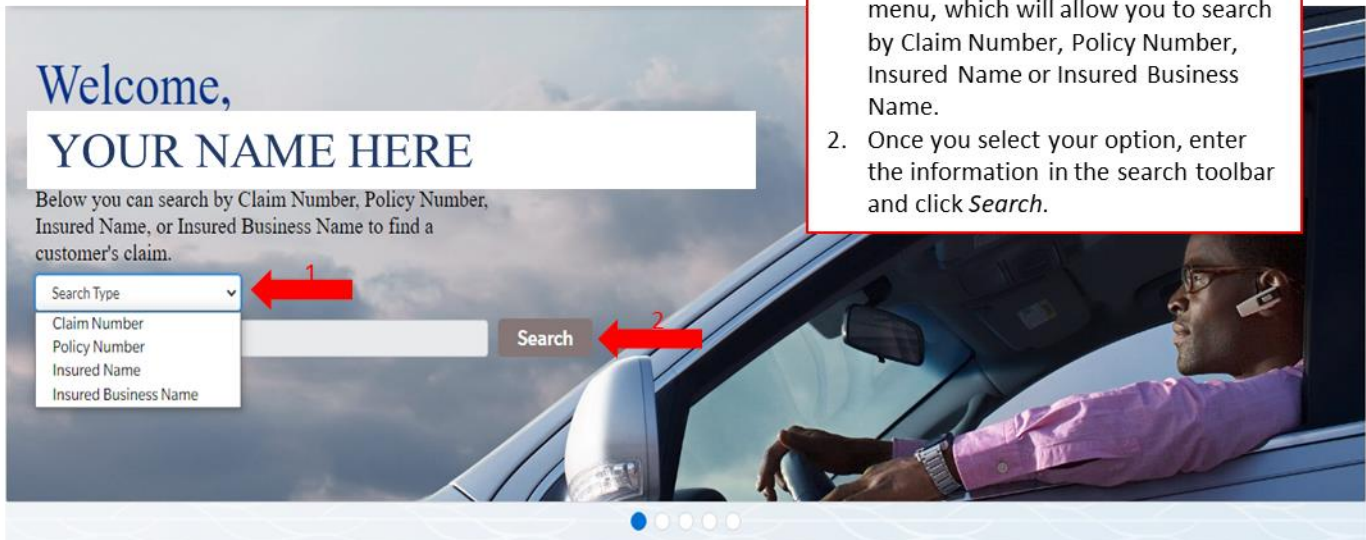 menu, which will allow you to search
by Claim Number, Policy Number,
Insured Name or Insured Business
Name.
2. Once you select your option, enter
the information in the search toolbar
and click Search.
Welcome,
YOUR NAME HERE
Below you can search by Claim Number, Policy Number,
Insured Name, or Insured Business Name to find a
customer's claim.
1
Search Type
Claim Number
Policy Number
Insured Name
Insured Business Name
Search
2